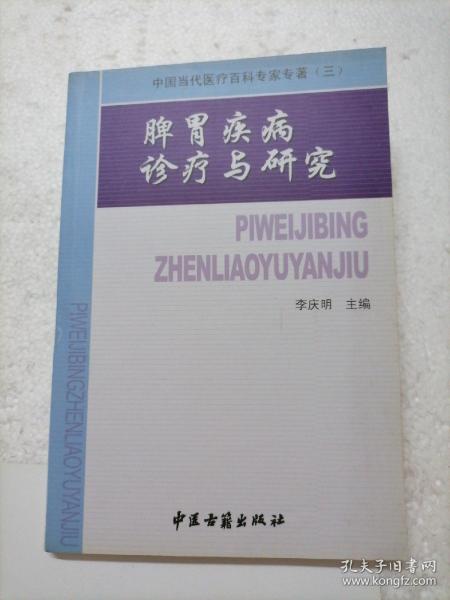 中国当代医疗百科专家专著（三）
脾胃疾病
诊疗与研究
PIWEIJIBING
ZHENLIAOYUYANJIU
李庆明 主编
PIWEIJIBINGZHENLIAOYUYANJIU
中医古籍出版社
孔夫子旧书网
www.kongfz.com